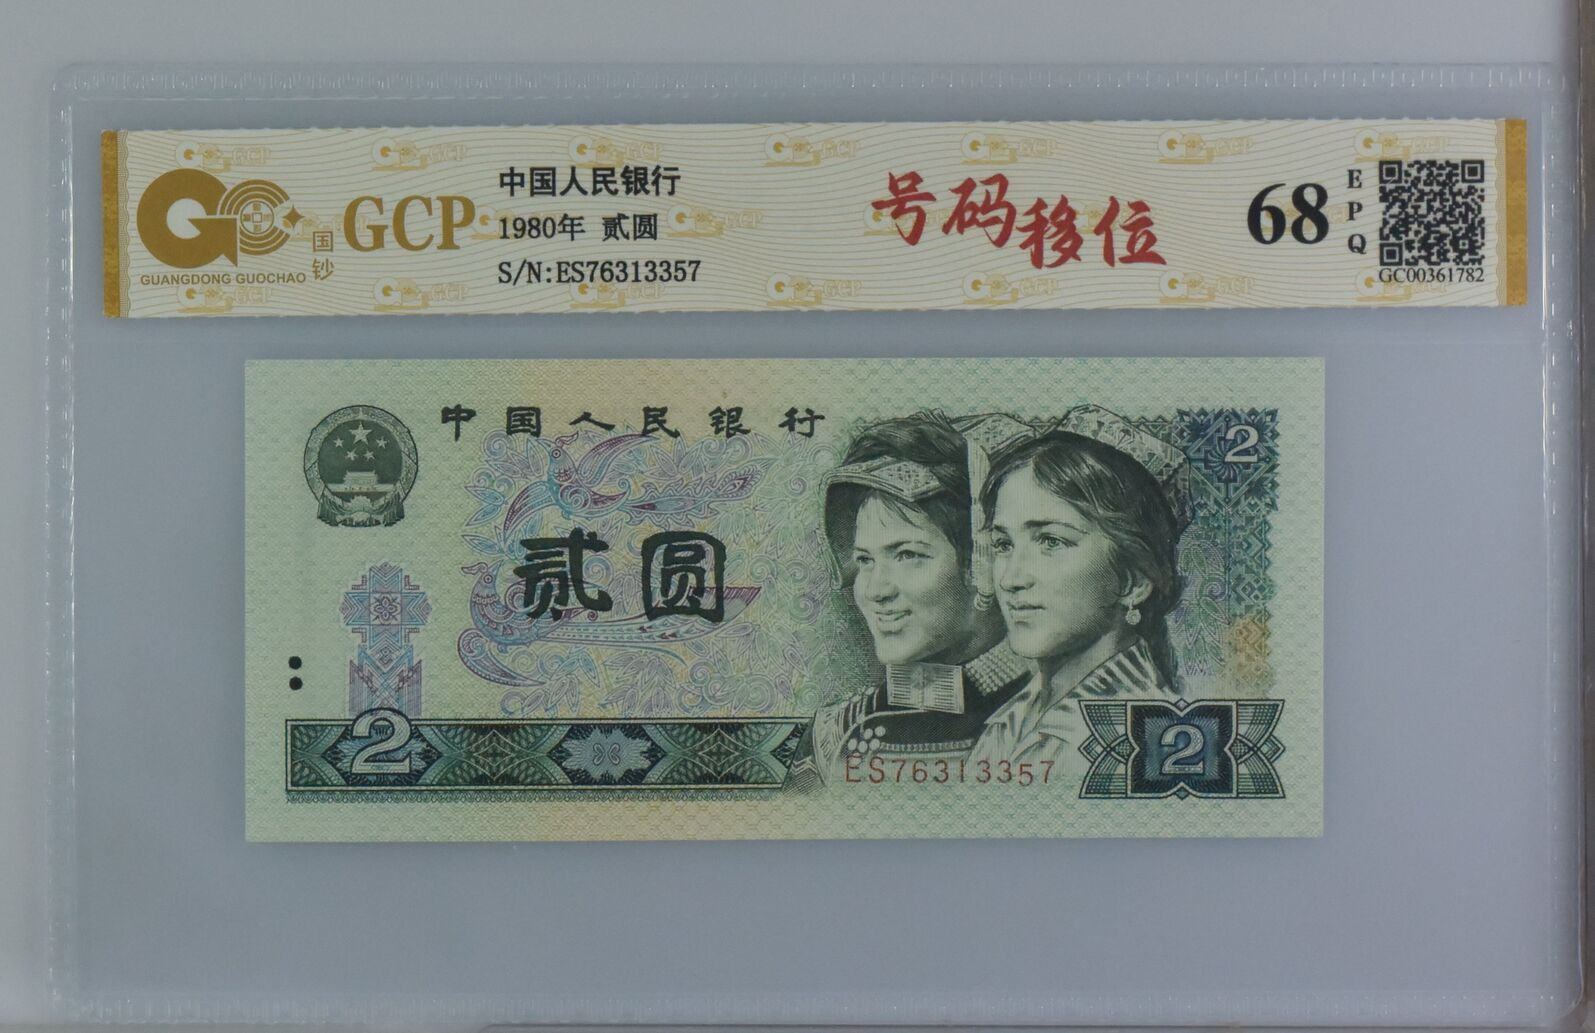 GCP
国钞
GUANGDONG GUOCHAO
中国人民银行
1980年 贰圆
S/N:ES76313357
号码移位
68
EPQ
GC00361782
中国人民银行
2
贰圆
2
ES76313357
2